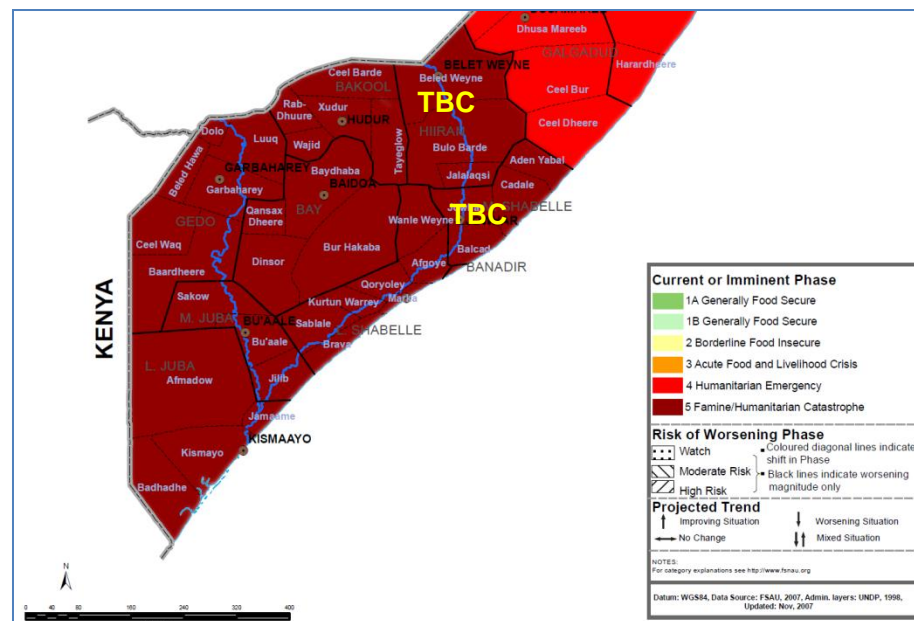 DUSAMAREB
Dhusa Mareeb
GALGADUD
Harardheere
BELET WEYNE
Beled Weyne
Ceel Barde
BAKOOL
Ceel Bur
TBC
Rab-
Dhuure
Xudur
HUDUR
HIIRAN
Ceel Dheere
Dolo
Luuq
Wajid
Tayeglow
Bulo Barde
Aden Yabal
Beled Hawa
GARBAHAREY
Garbaharey
Baydhaba
BAIDOA
Jalalaqsi
Cadale
GEDO
Qansax
Dheere
BAY
Wanle Weyne
TBC
SHABELLE
Ceel Waq
Bur Hakaba
Balcad
Dinsor
Afgoye
BANADIR
Baardheere
KENYA
Sakow
Qoryoley
Kurtun Warrey
Marka
M. JUBA
BU'AALE
Sablale
L. SHABELLE
Bu'aale
Brava
L. JUBA
Afmadow
Jilib
Jamaame
KISMAAYO
Kismayo
Badhadhe
N
0 40 80 160 240 320 400
Current or Imminent Phase
1A Generally Food Secure
1B Generally Food Secure
2 Borderline Food Insecure
3 Acute Food and Livelihood Crisis
4 Humanitarian Emergency
5 Famine/Humanitarian Catastrophe
Risk of Worsening Phase
Watch
Moderate Risk
High Risk
Coloured diagonal lines indicate
shift in Phase
Black lines indicate worsening
magnitude only
Projected Trend
Improving Situation
Worsening Situation
No Change
Mixed Situation
NOTES:
For category explanations see http://www.fsnau.org
Datum: WGS84, Data Source: FSAU, 2007, Admin. layers: UNDP, 1998,
Updated: Nov, 2007